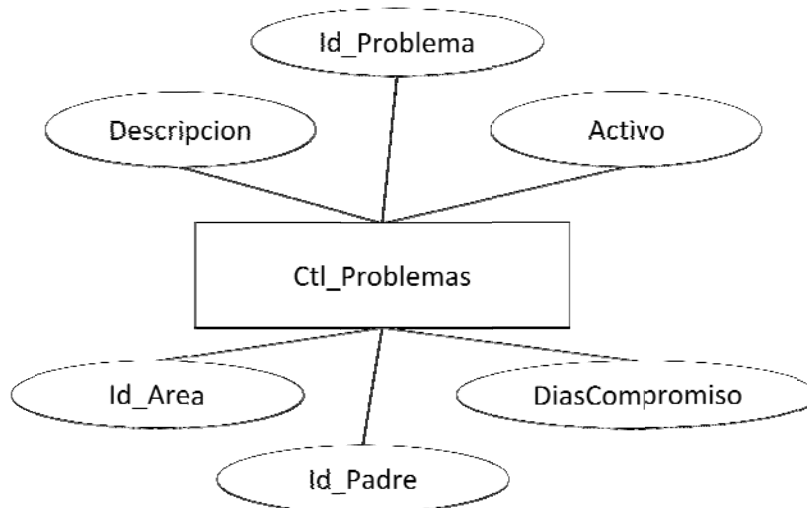 Id_Problema
Descripcion
Activo
Ctl_Problemas
Id_Area
DiasCompromiso
Id_Padre